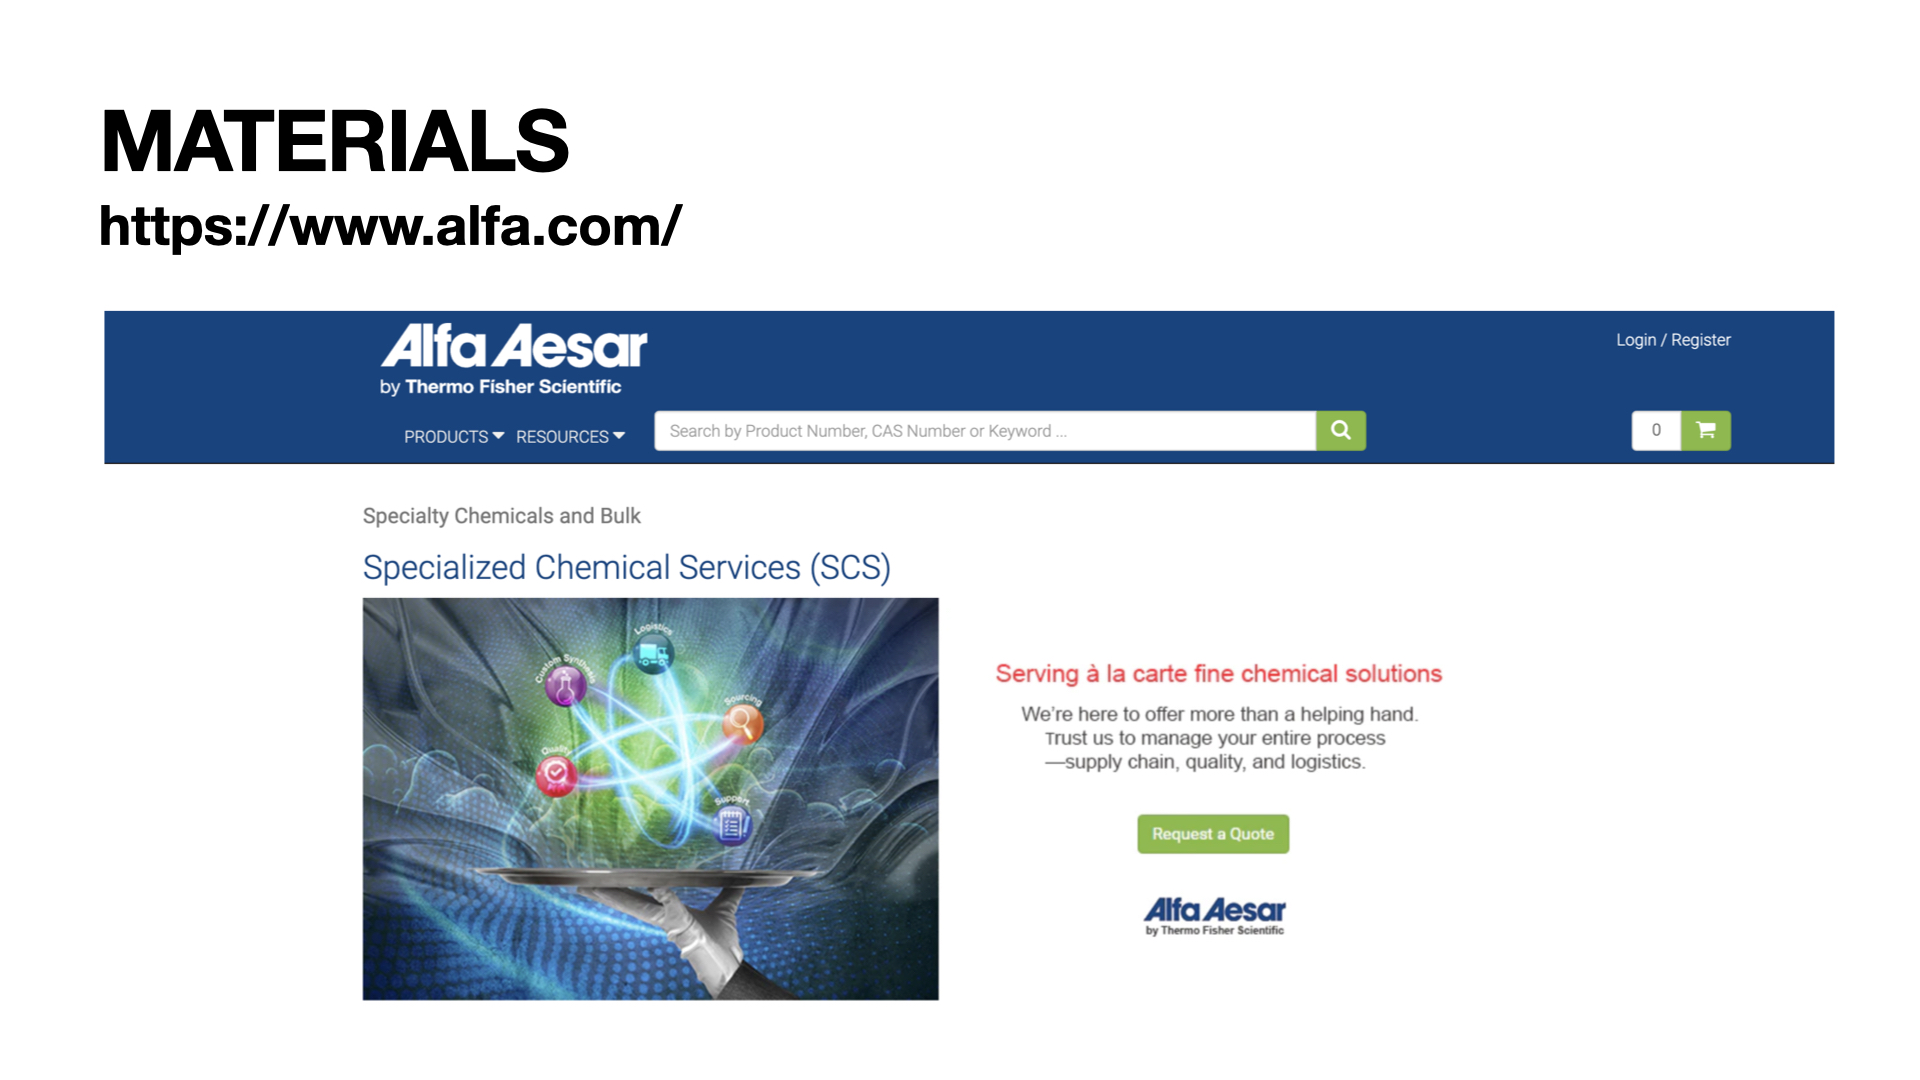 MATERIALS
https://www.alfa.com/
Alfa Aesar
by Thermo Fisher Scientific
Login / Register
PRODUCTS RESOURCES
Search by Product Number, CAS Number or Keyword ...
0
Specialty Chemicals and Bulk
Specialized Chemical Services (SCS)
Logistics
Custom Synthesis
Sourcing
Quality
Support
Serving à la carte fine chemical solutions
We're here to offer more than a helping hand.
Trust us to manage your entire process
—supply chain, quality, and logistics.
Request a Quote
Alfa Aesar
by Thermo Fisher Scientific